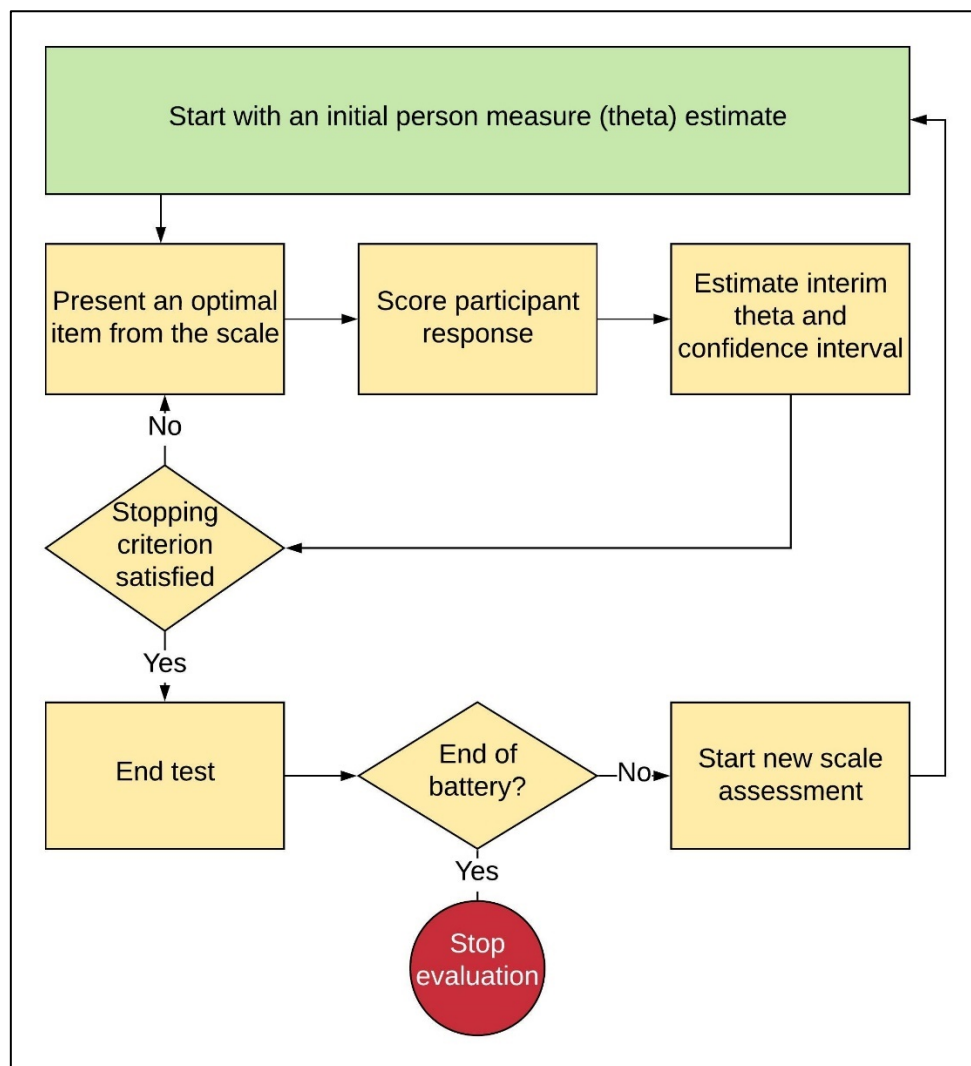 Start with an initial person measure (theta) estimate
Present an optimal
item from the scale
Score participant
response
Estimate interim
theta and
confidence interval
No
Stopping
criterion
satisfied
Yes
End test
End of
battery?
No
Start new scale
assessment
Yes
Stop
evaluation